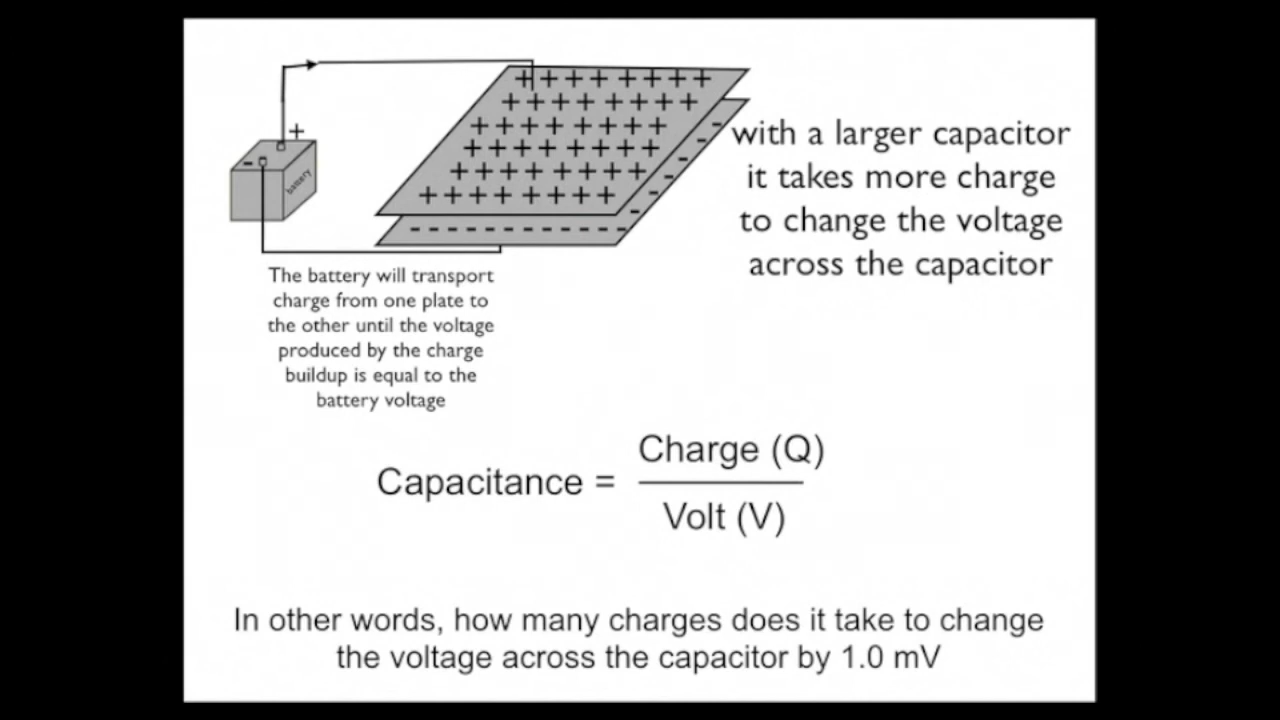 +
-
battery
+ + + + + + + +
+ + + + + + + +
+ + + + + + + +
+ + + + + + + +
+ + + + + + + +
+ + + + + + + +
- - - - - - - - - - - -
with a larger capacitor
it takes more charge
to change the voltage
across the capacitor
The battery will transport
charge from one plate to
the other until the voltage
produced by the charge
buildup is equal to the
battery voltage
Capacitance =
Charge (Q)
Volt (V)
In other words, how many charges does it take to change
the voltage across the capacitor by 1.0 mV